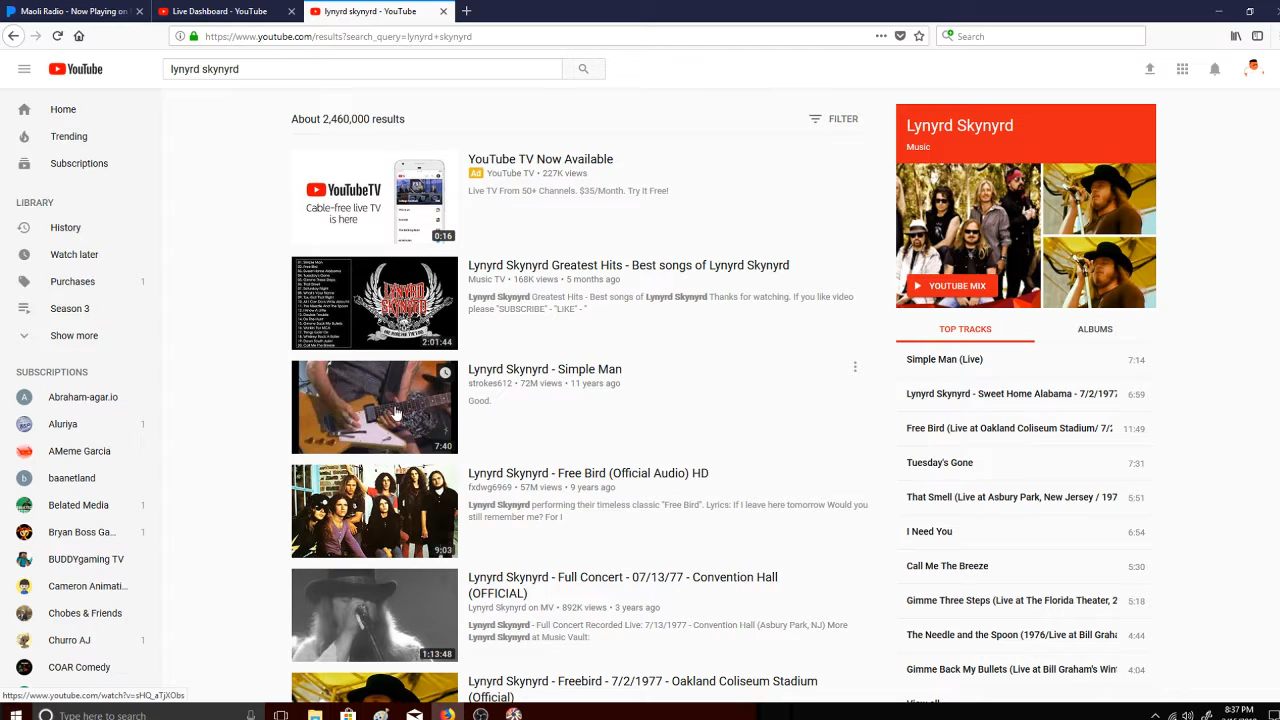 Maoli Radio - Now Playing on
Live Dashboard - YouTube
lynyrd skynyrd - YouTube
https://www.youtube.com/results?search_query=lynyrd+skynyrd
Search
YouTube
lynyrd skynyrd
Home
Trending
Subscriptions
LIBRARY
History
Watch later
Purchases 1
Season 3
Show more
SUBSCRIPTIONS
Abraham-agar.io
Aluriya 1
AMeme Garcia
baanetland
Belated Media 1
Bryan Boss Ga... 1
BUDDYgaming TV
Cameron Animati...
Chobes & Friends
Churro AJ 1
COAR Comedy
About 2,460,000 results
FILTER
YouTubeTV
Cable-free live TV
is here
0:16
YouTube TV Now Available
Ad YouTube TV • 227K views
Live TV From 50+ Channels. $35/Month. Try It Free!
2:01:44
Lynyrd Skynyrd Greatest Hits - Best songs of Lynyrd Skynyrd
Music TV • 168K views • 5 months ago
Lynyrd Skynyrd Greatest Hits - Best songs of Lynyrd Skynyrd Thanks for watching. If you like video
please "SUBSCRIBE" - "LIKE" - "
7:40
Lynyrd Skynyrd - Simple Man
strokes612 • 72M views • 11 years ago
Good.
9:03
Lynyrd Skynyrd - Free Bird (Official Audio) HD
fxdwg6969 • 57M views • 9 years ago
Lynyrd Skynyrd performing their timeless classic "Free Bird". Lyrics: If I leave here tomorrow Would you
still remember me? For I
1:13:48
Lynyrd Skynyrd - Full Concert - 07/13/77 - Convention Hall
(OFFICIAL)
Lynyrd Skynyrd on MV • 892K views • 3 years ago
Lynyrd Skynyrd - Full Concert Recorded Live: 7/13/1977 - Convention Hall (Asbury Park, NJ) More
Lynyrd Skynyrd at Music Vault:
Lynyrd Skynyrd - Freebird - 7/2/1977 - Oakland Coliseum Stadium
(Official)
Lynyrd Skynyrd
Music
YOUTUBE MIX
TOP TRACKS
ALBUMS
Simple Man (Live) 7:14
Lynyrd Skynyrd - Sweet Home Alabama - 7/2/1977 6:59
Free Bird (Live at Oakland Coliseum Stadium/ 7/2 11:49
Tuesday's Gone 7:31
That Smell (Live at Asbury Park, New Jersey / 197 5:51
I Need You 6:54
Call Me The Breeze 5:30
Gimme Three Steps (Live at The Florida Theater, 2 5:18
The Needle and the Spoon (1976/Live at Bill Graha 4:44
Gimme Back My Bullets (Live at Bill Graham's Win 4:04
View all
https://www.youtube.com/watch?v=sHQ_aTjXObs
Type here to search
8:37 PM